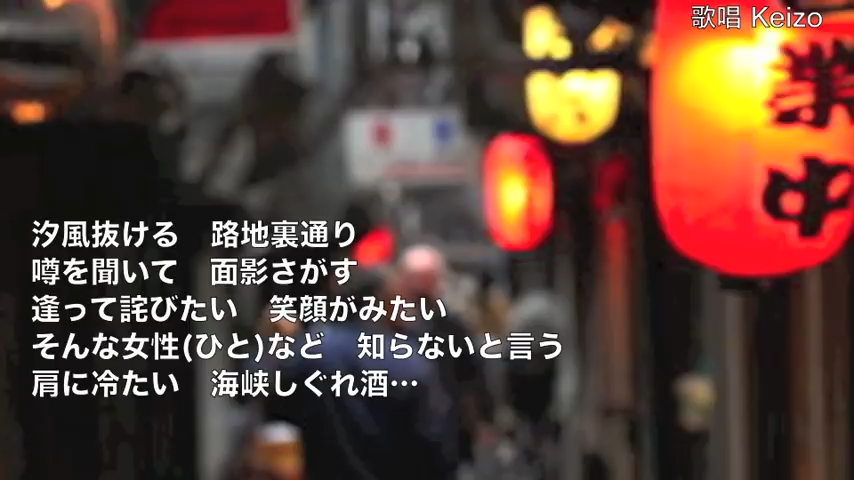 歌唱 Keizo
業中
汐風抜ける　路地裏通り
噂を聞いて　面影さがす
逢って詫びたい　笑顔がみたい
そんな女性(ひと)など　知らないと言う
肩に冷たい　海峡しぐれ酒…